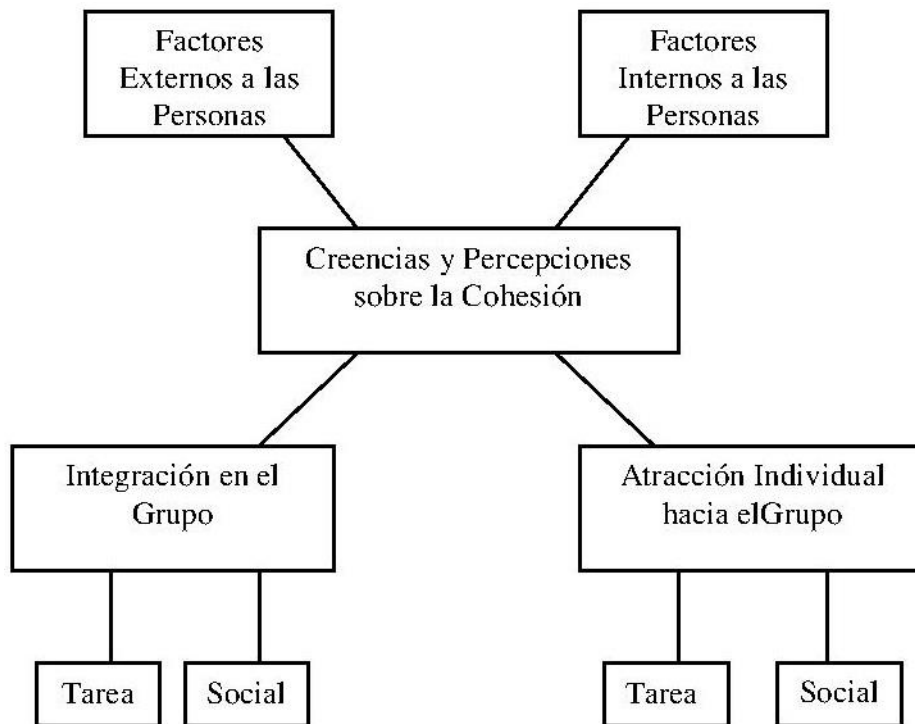 Factores
Externos a las
Personas
Factores
Internos a las
Personas
Creencias y Percepciones
sobre la Cohesión
Integración en el
Grupo
Atracción Individual
hacia elGrupo
Tarea
Social
Tarea
Social